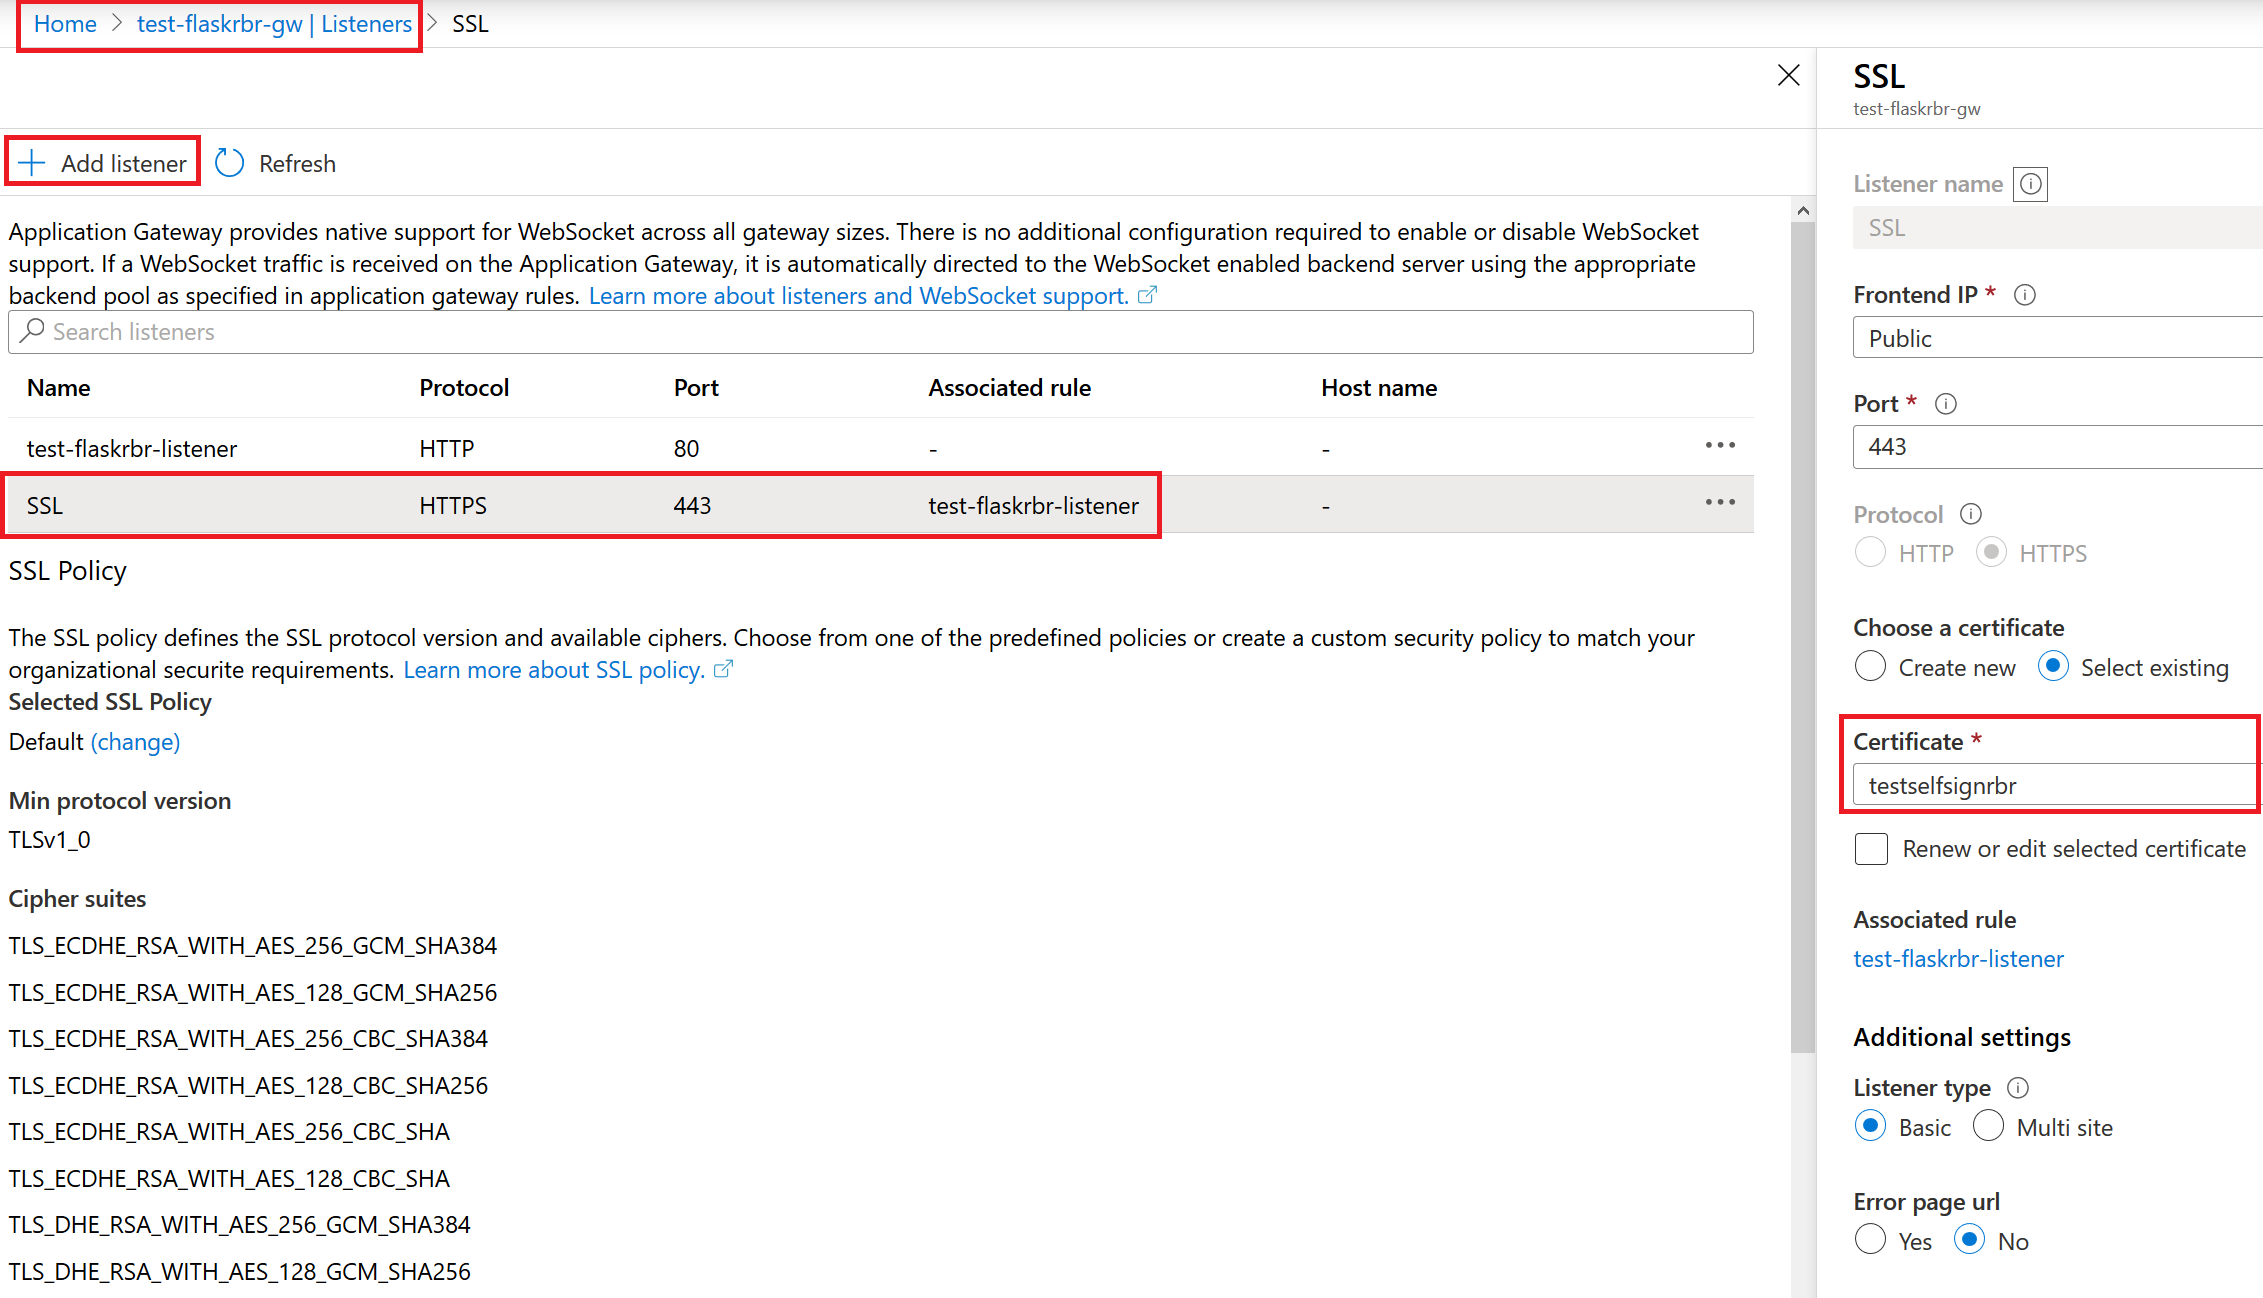 Home > test-flaskrbr-gw | Listeners > SSL
Add listener Refresh
Application Gateway provides native support for WebSocket across all gateway sizes. There is no additional configuration required to enable or disable WebSocket
support. If a WebSocket traffic is received on the Application Gateway, it is automatically directed to the WebSocket enabled backend server using the appropriate
backend pool as specified in application gateway rules. Learn more about listeners and WebSocket support.
Search listeners
Name Protocol Port Associated rule Host name
test-flaskrbr-listener HTTP 80 - - ...
SSL HTTPS 443 test-flaskrbr-listener - ...
SSL Policy
The SSL policy defines the SSL protocol version and available ciphers. Choose from one of the predefined policies or create a custom security policy to match your
organizational securite requirements. Learn more about SSL policy.
Selected SSL Policy
Default (change)
Min protocol version
TLSv1_0
Cipher suites
TLS_ECDHE_RSA_WITH_AES_256_GCM_SHA384
TLS_ECDHE_RSA_WITH_AES_128_GCM_SHA256
TLS_ECDHE_RSA_WITH_AES_256_CBC_SHA384
TLS_ECDHE_RSA_WITH_AES_128_CBC_SHA256
TLS_ECDHE_RSA_WITH_AES_256_CBC_SHA
TLS_ECDHE_RSA_WITH_AES_128_CBC_SHA
TLS_DHE_RSA_WITH_AES_256_GCM_SHA384
TLS_DHE_RSA_WITH_AES_128_GCM_SHA256
SSL
test-flaskrbr-gw
Listener name
SSL
Frontend IP *
Public
Port *
443
Protocol
HTTP HTTPS
Choose a certificate
Create new Select existing
Certificate *
testselfsignrbr
Renew or edit selected certificate
Associated rule
test-flaskrbr-listener
Additional settings
Listener type
Basic Multi site
Error page url
Yes No